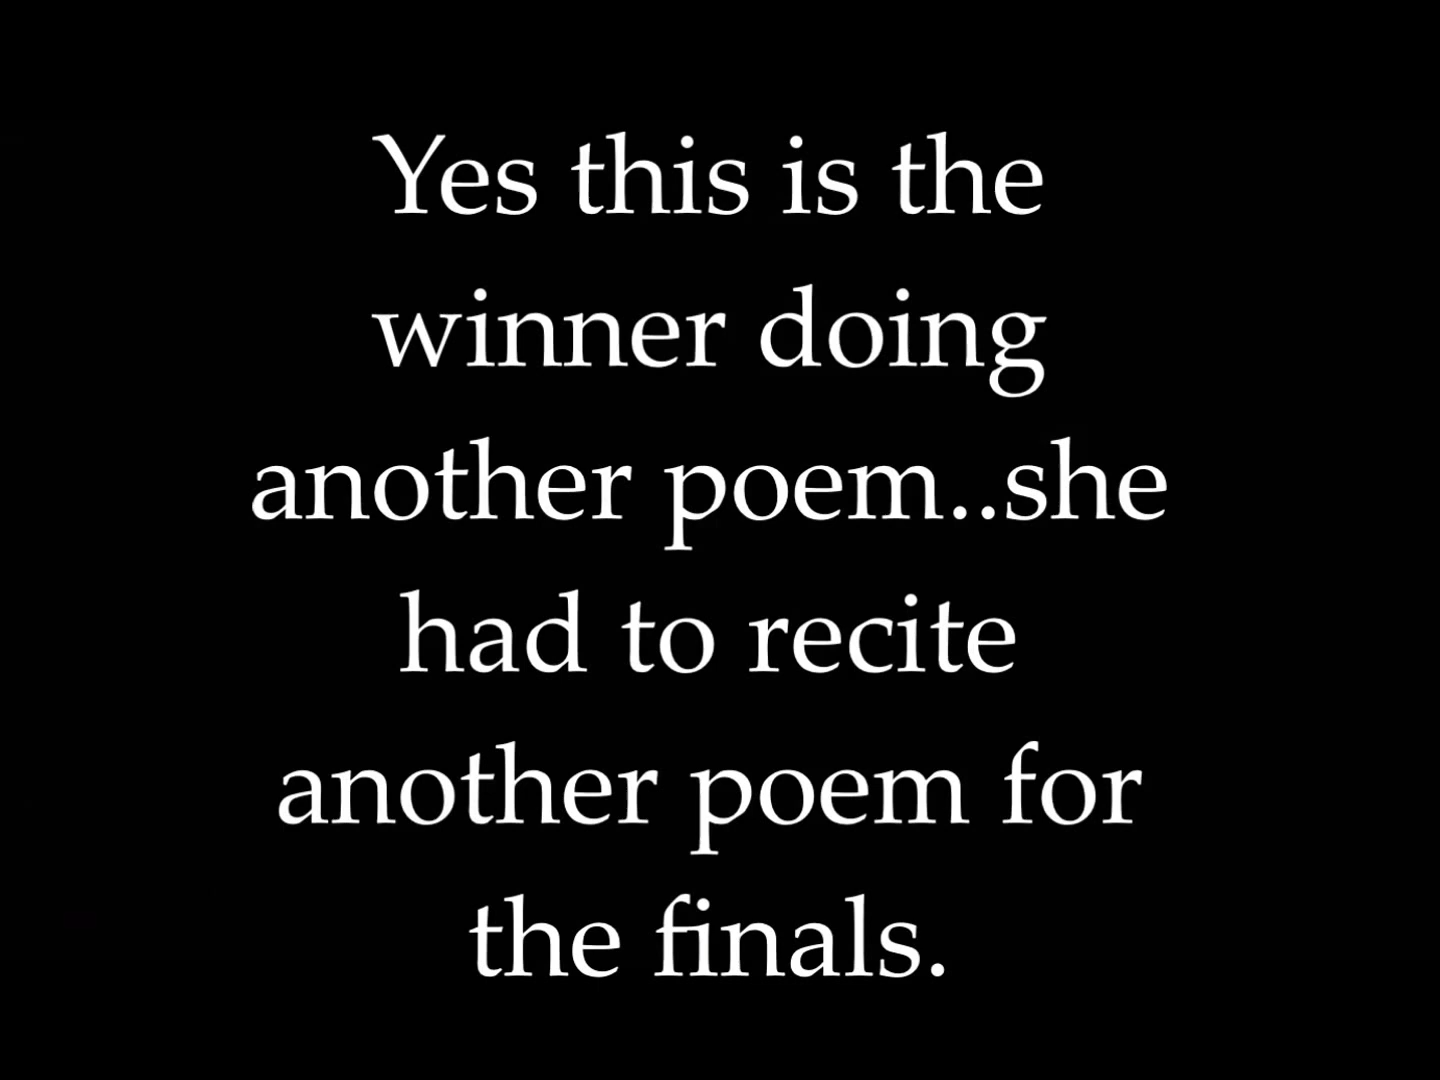 Yes this is the
winner doing
another poem..she
had to recite
another poem for
the finals.